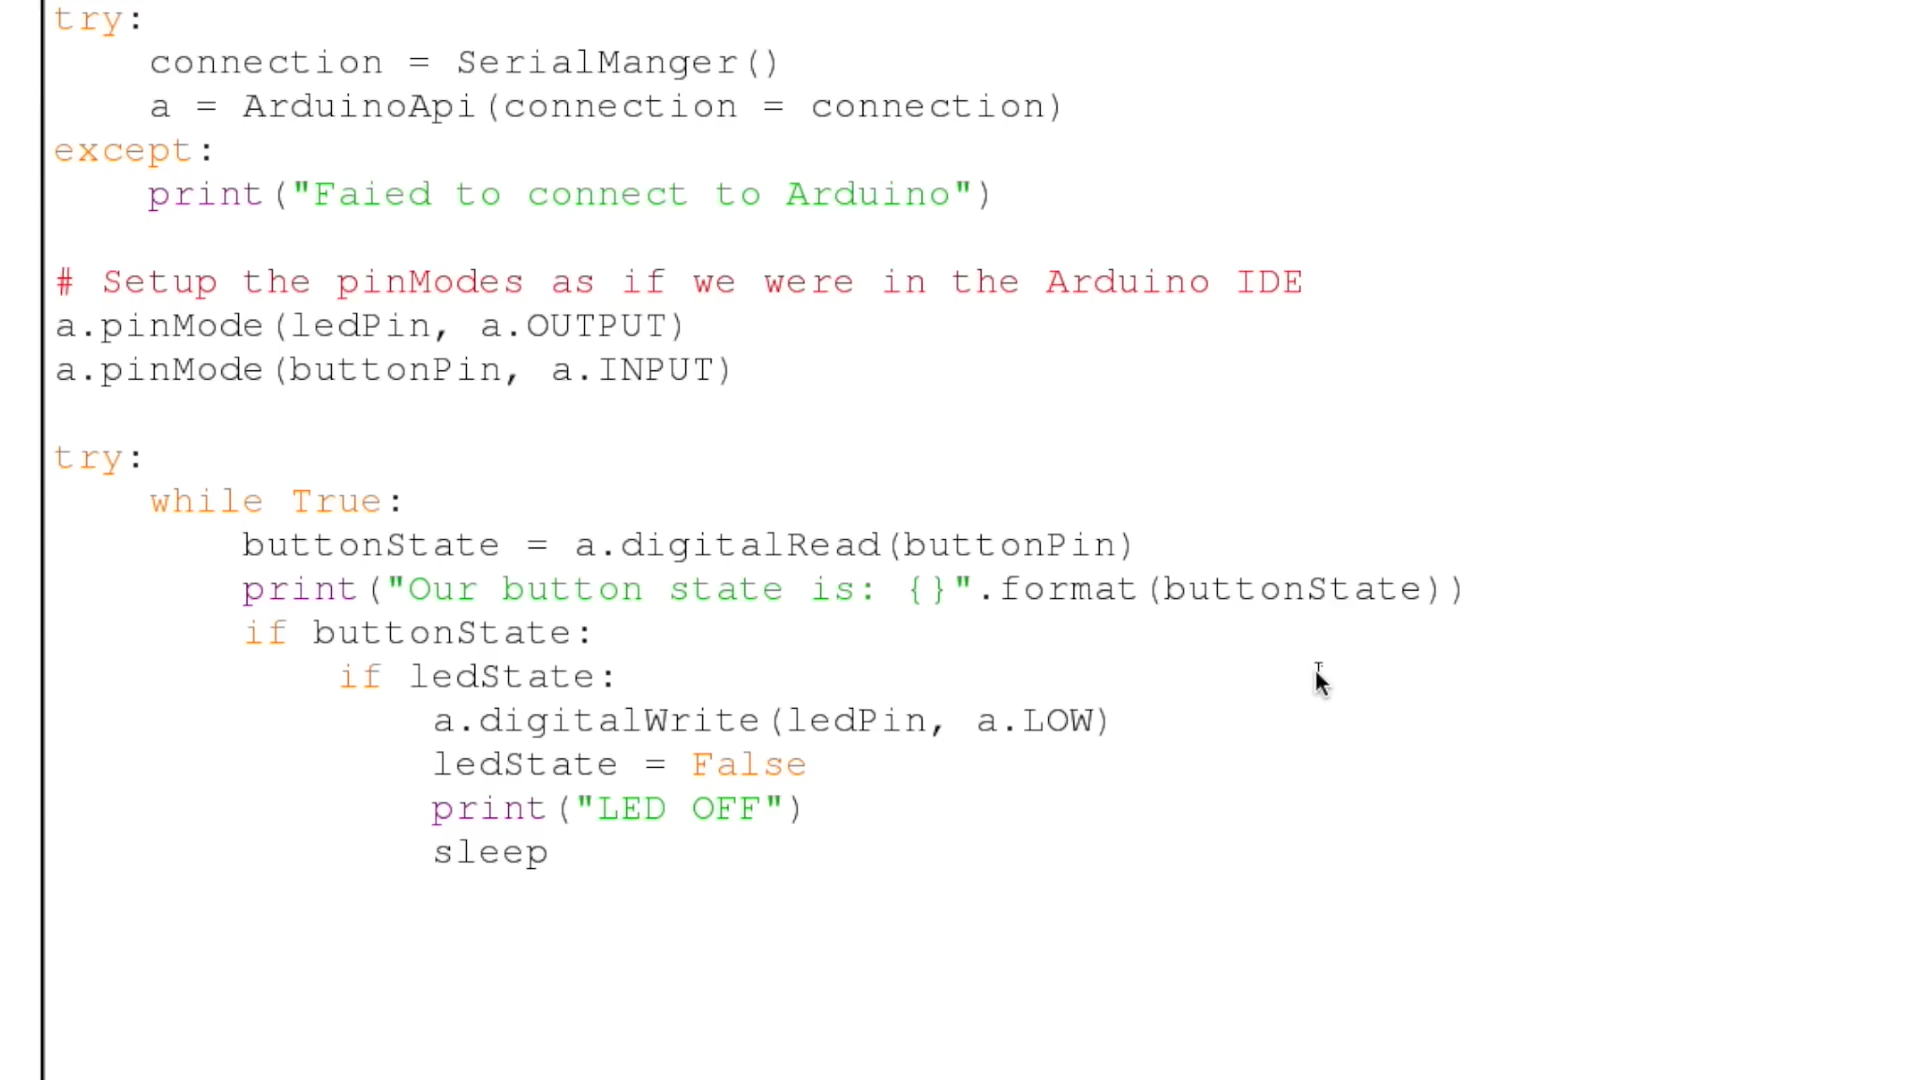 try:
    connection = SerialManger()
    a = ArduinoApi(connection = connection)
except:
    print("Faied to connect to Arduino")

# Setup the pinModes as if we were in the Arduino IDE
a.pinMode(ledPin, a.OUTPUT)
a.pinMode(buttonPin, a.INPUT)

try:
    while True:
        buttonState = a.digitalRead(buttonPin)
        print("Our button state is: {}".format(buttonState))
        if buttonState:
            if ledState:
                a.digitalWrite(ledPin, a.LOW)
                ledState = False
                print("LED OFF")
                sleep